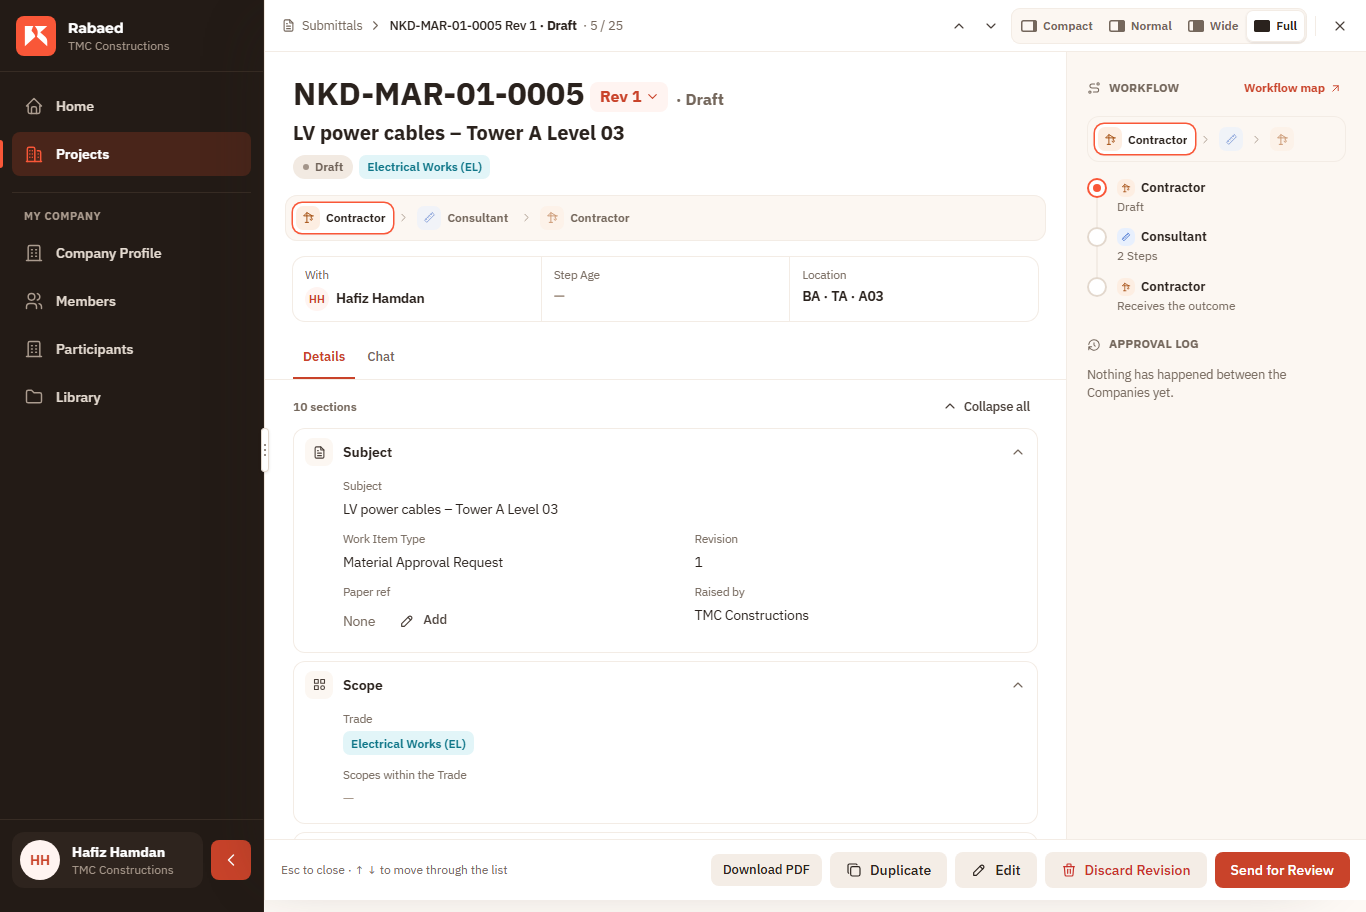 Rabaed
TMC Constructions
Home
Projects
MY COMPANY
Company Profile
Members
Participants
Library
HH
Hafiz Hamdan
TMC Constructions
Submittals
NKD-MAR-01-0005 Rev 1 · Draft · 5 / 25
Compact
Normal
Wide
Full
NKD-MAR-01-0005 Rev 1 · Draft
LV power cables – Tower A Level 03
Draft
Electrical Works (EL)
Contractor
Consultant
Contractor
With
HH Hafiz Hamdan
Step Age
—
Location
BA · TA · A03
Details
Chat
10 sections
Collapse all
Subject
Subject
LV power cables – Tower A Level 03
Work Item Type
Material Approval Request
Revision
1
Paper ref
None
Add
Raised by
TMC Constructions
Scope
Trade
Electrical Works (EL)
Scopes within the Trade
—
WORKFLOW
Workflow map ↗
Contractor
Contractor
Draft
Consultant
2 Steps
Contractor
Receives the outcome
APPROVAL LOG
Nothing has happened between the
Companies yet.
Esc to close · ↑ ↓ to move through the list
Download PDF
Duplicate
Edit
Discard Revision
Send for Review